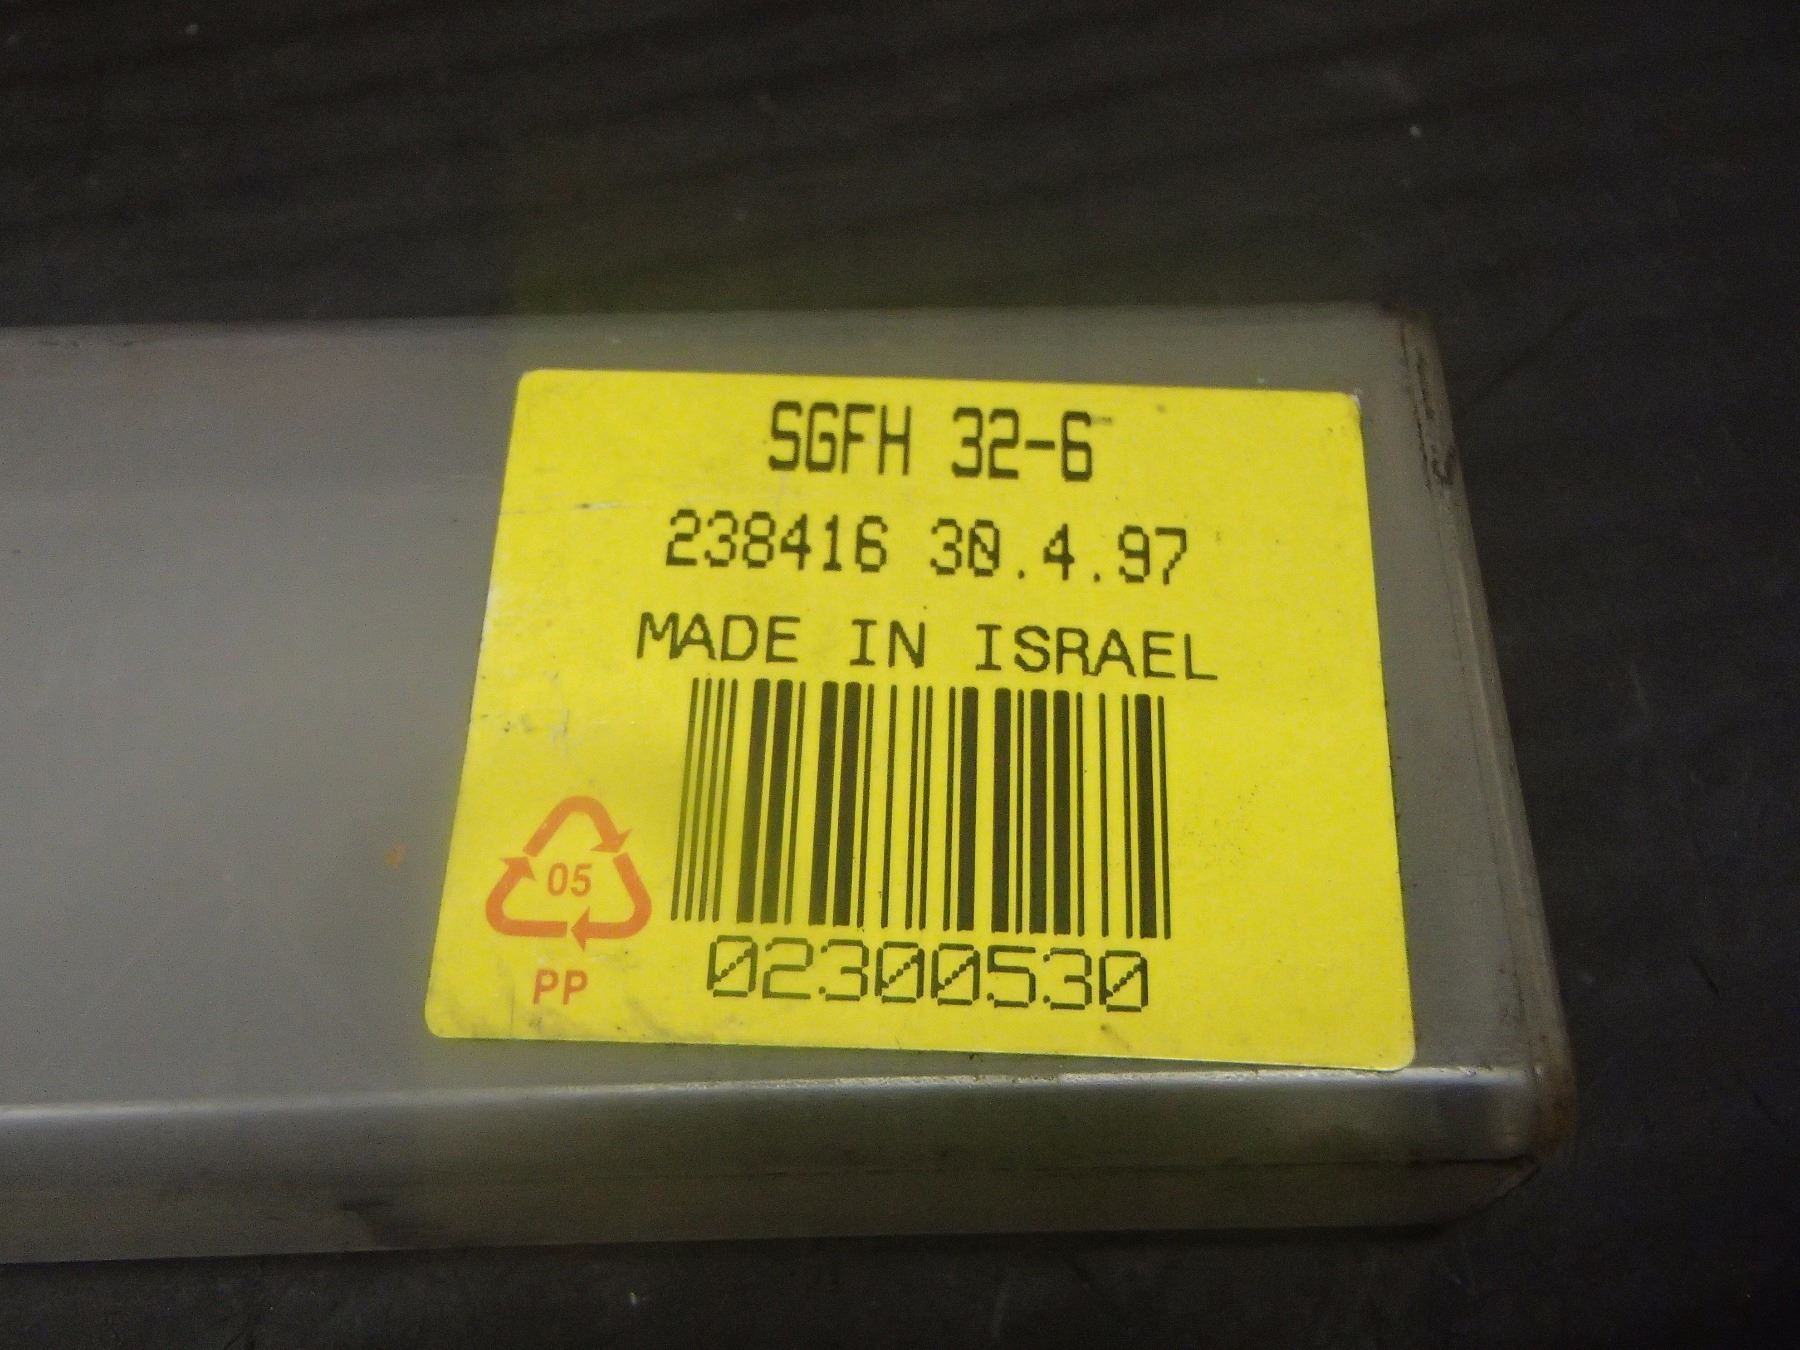 SGFH 32-6
238416 30.4.97
MADE IN ISRAEL
05
PP
02300530